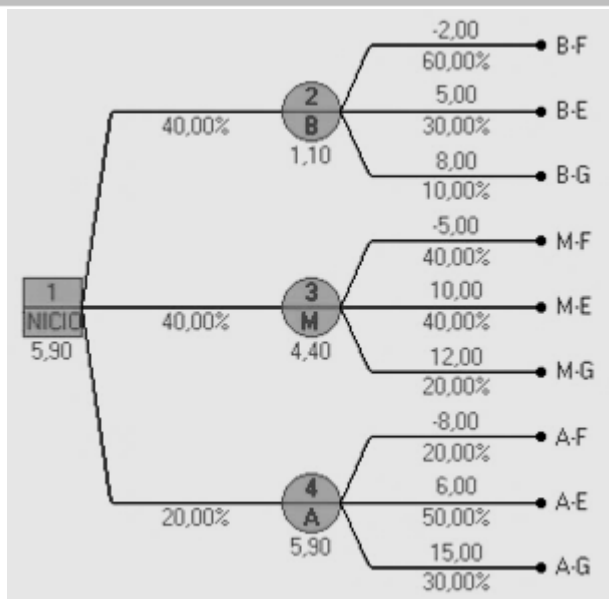 -2,00
B-F
60,00%
2
5,00
B-E
40,00%
B
30,00%
1,10
8,00
B-G
10,00%
-5,00
M-F
40,00%
1
3
10,00
M-E
NICIO
40,00%
M
40,00%
5,90
4,40
12,00
M-G
20,00%
-8,00
A-F
20,00%
4
6,00
A-E
20,00%
A
50,00%
5,90
15,00
A-G
30,00%